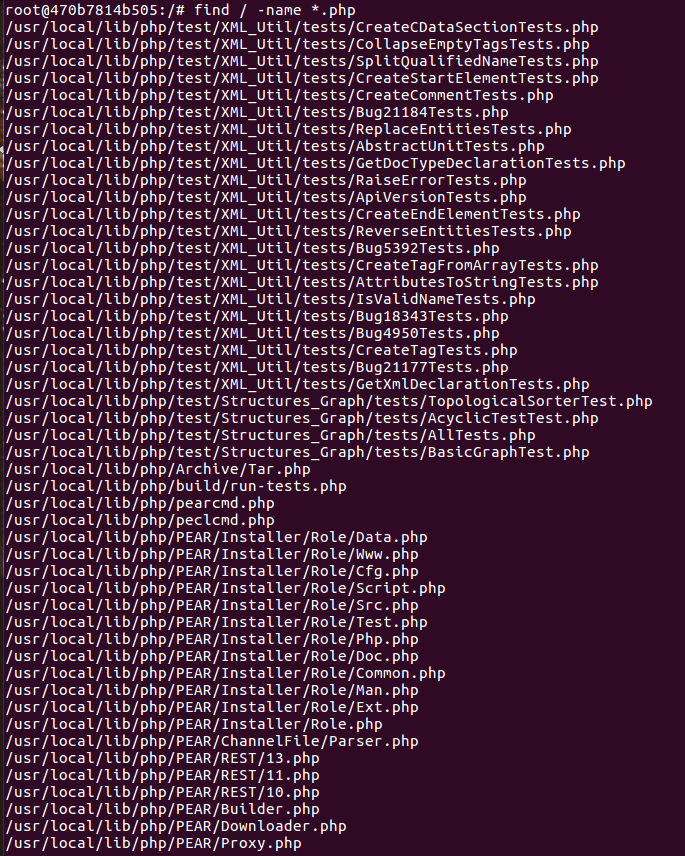 root@470b7814b505:/# find / -name *.php
/usr/local/lib/php/test/XML_Util/tests/CreateCDataSectionTests.php
/usr/local/lib/php/test/XML_Util/tests/CollapseEmptyTagsTests.php
/usr/local/lib/php/test/XML_Util/tests/SplitQualifiedNameTests.php
/usr/local/lib/php/test/XML_Util/tests/CreateStartElementTests.php
/usr/local/lib/php/test/XML_Util/tests/CreateCommentTests.php
/usr/local/lib/php/test/XML_Util/tests/Bug21184Tests.php
/usr/local/lib/php/test/XML_Util/tests/ReplaceEntitiesTests.php
/usr/local/lib/php/test/XML_Util/tests/AbstractUnitTests.php
/usr/local/lib/php/test/XML_Util/tests/GetDocTypeDeclarationTests.php
/usr/local/lib/php/test/XML_Util/tests/RaiseErrorTests.php
/usr/local/lib/php/test/XML_Util/tests/ApiVersionTests.php
/usr/local/lib/php/test/XML_Util/tests/CreateEndElementTests.php
/usr/local/lib/php/test/XML_Util/tests/ReverseEntitiesTests.php
/usr/local/lib/php/test/XML_Util/tests/Bug5392Tests.php
/usr/local/lib/php/test/XML_Util/tests/CreateTagFromArrayTests.php
/usr/local/lib/php/test/XML_Util/tests/AttributesToStringTests.php
/usr/local/lib/php/test/XML_Util/tests/IsValidNameTests.php
/usr/local/lib/php/test/XML_Util/tests/Bug18343Tests.php
/usr/local/lib/php/test/XML_Util/tests/Bug4950Tests.php
/usr/local/lib/php/test/XML_Util/tests/CreateTagTests.php
/usr/local/lib/php/test/XML_Util/tests/Bug21177Tests.php
/usr/local/lib/php/test/XML_Util/tests/GetXmlDeclarationTests.php
/usr/local/lib/php/test/Structures_Graph/tests/TopologicalSorterTest.php
/usr/local/lib/php/test/Structures_Graph/tests/AcyclicTestTest.php
/usr/local/lib/php/test/Structures_Graph/tests/AllTests.php
/usr/local/lib/php/test/Structures_Graph/tests/BasicGraphTest.php
/usr/local/lib/php/Archive/Tar.php
/usr/local/lib/php/build/run-tests.php
/usr/local/lib/php/pearcmd.php
/usr/local/lib/php/peclcmd.php
/usr/local/lib/php/PEAR/Installer/Role/Data.php
/usr/local/lib/php/PEAR/Installer/Role/Www.php
/usr/local/lib/php/PEAR/Installer/Role/Cfg.php
/usr/local/lib/php/PEAR/Installer/Role/Script.php
/usr/local/lib/php/PEAR/Installer/Role/Src.php
/usr/local/lib/php/PEAR/Installer/Role/Test.php
/usr/local/lib/php/PEAR/Installer/Role/Php.php
/usr/local/lib/php/PEAR/Installer/Role/Doc.php
/usr/local/lib/php/PEAR/Installer/Role/Common.php
/usr/local/lib/php/PEAR/Installer/Role/Man.php
/usr/local/lib/php/PEAR/Installer/Role/Ext.php
/usr/local/lib/php/PEAR/Installer/Role.php
/usr/local/lib/php/PEAR/ChannelFile/Parser.php
/usr/local/lib/php/PEAR/REST/13.php
/usr/local/lib/php/PEAR/REST/11.php
/usr/local/lib/php/PEAR/REST/10.php
/usr/local/lib/php/PEAR/Builder.php
/usr/local/lib/php/PEAR/Downloader.php
/usr/local/lib/php/PEAR/Proxy.php